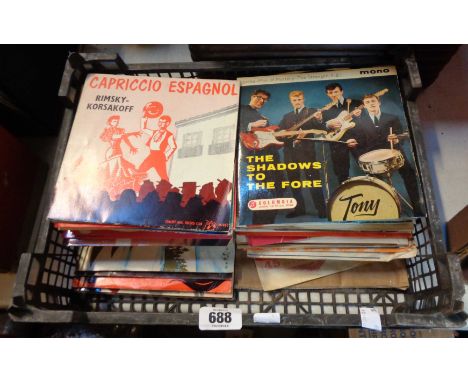 CAPRICCIO ESPAGNOL
RIMSKY-
KORSAKOFF
mono
THE
SHADOWS
TO
THE FORE
COLUMBIA
Tony
688